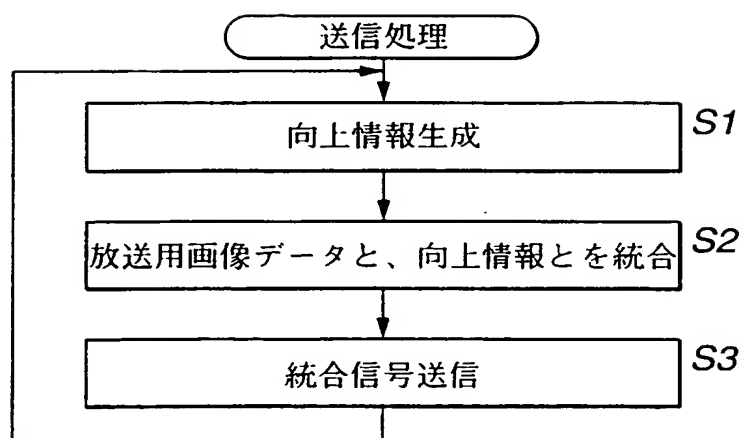 送信処理
向上情報生成
S1
放送用画像データと、向上情報とを統合
S2
統合信号送信
S3